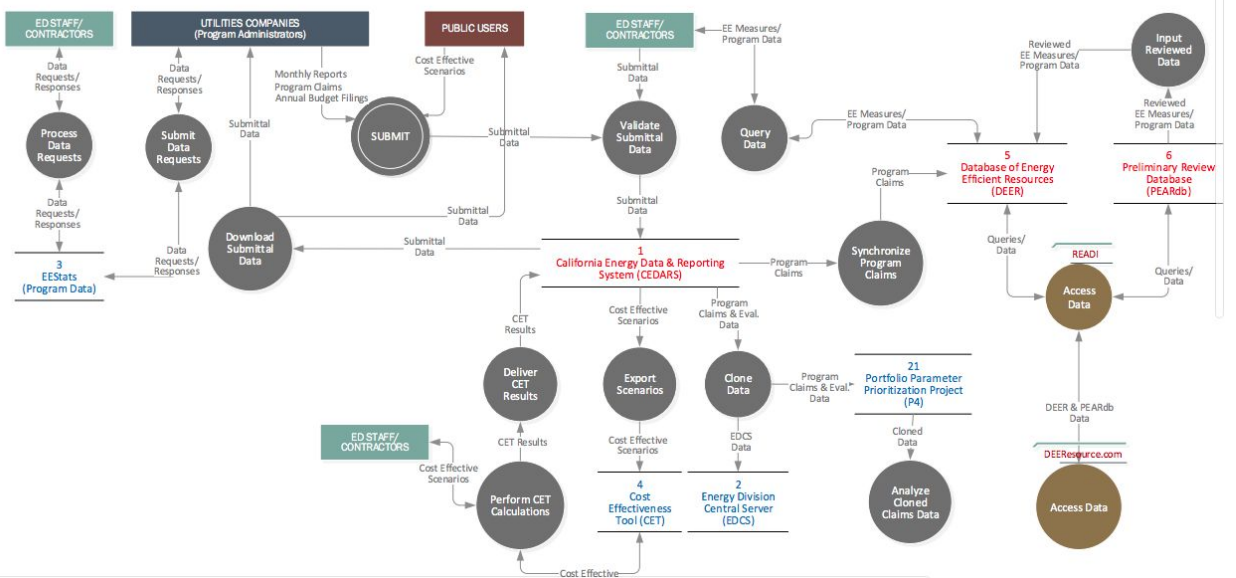 ED STAFF/
CONTRACTORS
UTILITIES COMPANIES
(Program Administrators)
PUBLIC USERS
ED STAFF/
CONTRACTORS
EE Measures/
Program Data
Reviewed
EE Measures/
Program Data
Input
Reviewed
Data
Data
Requests/
Responses
Data
Requests/
Responses
Monthly Reports
Program Claims
Annual Budget Filings
Cost Effective
Scenarios
Submittal
Data
Reviewed
EE Measures/
Program Data
Process
Data
Requests
Submit
Data
Requests
Submittal
Data
SUBMIT
Submittal
Data
Validate
Submittal
Data
Query
Data
EE Measures/
Program Data
5
Database of Energy
Efficient Resources
(DEER)
6
Preliminary Review
Database
(PEARdb)
Program
Claims
Data
Requests/
Responses
Submittal
Data
Submittal
Data
Download
Submittal
Data
Submittal
Data
1
California Energy Data & Reporting
System (CEDARS)
Program
Claims
Synchronize
Program
Claims
Queries/
Data
READI
Access
Data
Queries/
Data
3
EEStats
(Program Data)
Data
Requests/
Responses
CET
Results
Cost Effective
Scenarios
Program
Claims & Eval.
Data
Deliver
CET
Results
Export
Scenarios
Clone
Data
Program
Claims & Eval.
Data
21
Portfolio Parameter
Prioritization Project
(P4)
DEER & PEARdb
Data
ED STAFF/
CONTRACTORS
CET Results
Cost Effective
Scenarios
EDCS
Data
Cloned
Data
DEEResource.com
Cost Effective
Scenarios
Perform CET
Calculations
4
Cost
Effectiveness
Tool (CET)
2
Energy Division
Central Server
(EDCS)
Analyze
Cloned
Claims Data
Access Data
Cost Effective